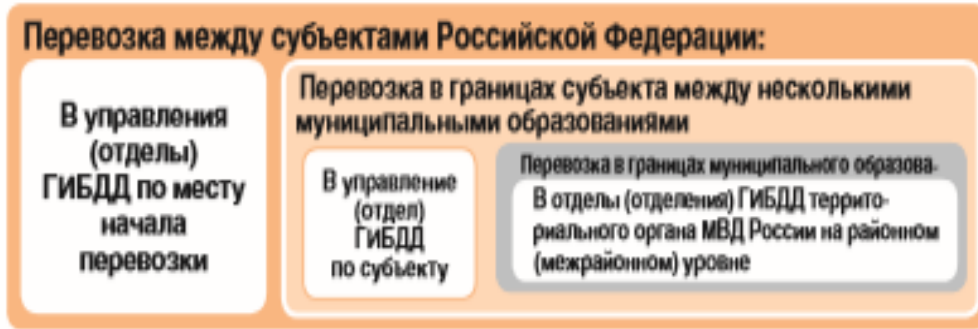 Перевозка между субъектами Российской Федерации:
В управления
(отделы)
ГИБДД по месту
начала
перевозки
Перевозка в границах субъекта между несколькими
муниципальными образованиями
В управление
(отдел)
ГИБДД
по субъекту
Перевозка в границах муниципального образова-
В отделы (отделения) ГИБДД террито-
риального органа МВД России на районном
(межрайонном) уровне